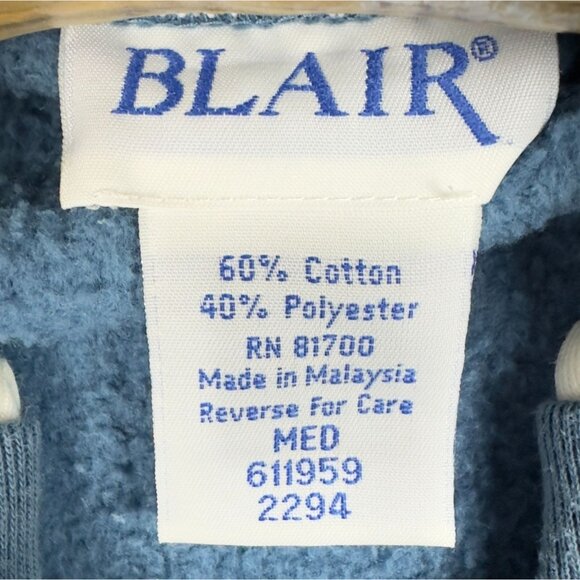 BLAIR®
60% Cotton
40% Polyester
RN 81700
Made in Malaysia
Reverse For Care
MED
611959
2294